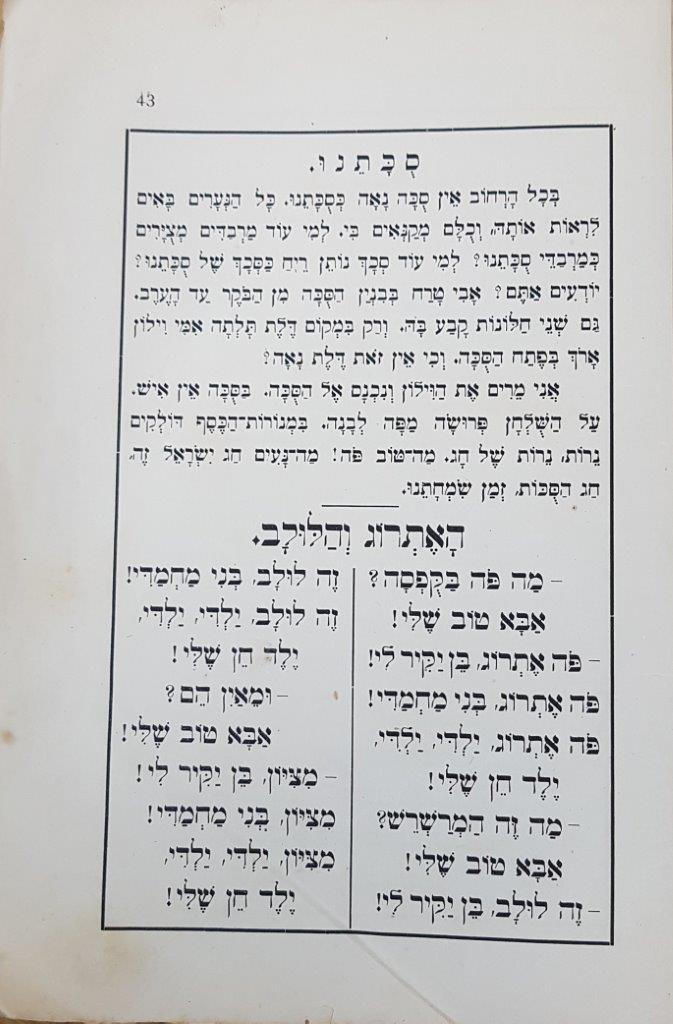 43
סֻכָּתֵנוּ.
בְּכָל הָרְחוֹב אֵין סֻכָּה נָאָה כְּסֻכָּתֵנוּ. כָּל הַנְּעָרִים בָּאִים
לִרְאוֹת אוֹתָהּ, וְכֻלָּם מְקַנְּאִים בִּי. לְמִי עוֹד מַרְבַדִּים מְצֻיָּרִים
כְּמַרְבַדֵּי סֻכָּתֵנוּ? לְמִי עוֹד סְכָךְ נוֹתֵן רֵיחַ כַּסְּכָךְ שֶׁל סֻכָּתֵנוּ?
יוֹדְעִים אַתֶּם? אָבִי טָרַח בְּבִנְיַן הַסֻּכָּה מִן הַבֹּקֶר עַד הָעֶרֶב.
גַּם שְׁנֵי חַלּוֹנוֹת קָבַע בָּהּ. וְרַק בִּמְקוֹם דֶּלֶת תָּלְתָה אִמִּי וִילוֹן
אָרֹךְ בְּפֶתַח הַסֻּכָּה. וְכִי אֵין זֹאת דֶּלֶת נָאָה?
אֲנִי מֵרִים אֶת הַוִּילוֹן וְנִכְנָם אֶל הַסֻּכָּה. בַּסֻּכָּה אֵין אִישׁ.
עַל הַשֻּׁלְחָן פְּרוּשָׂה מַפָּה לְבָנָה. בִּמְנוֹרוֹת־הַכֶּסֶף דּוֹלְקִים
נֵרוֹת, נֵרוֹת שֶׁל חָג. מַה־טּוֹב פֹּה! מַה־נָּעִים חַג יִשְׂרָאֵל זֶה,
חַג הַסֻּכּוֹת, זְמַן שִׂמְחָתֵנוּ.
הָאֶתְרוֹג וְהַלּוּלָב.
– מַה פֹּה בַּקֻּפְסָה?
אַבָּא טוֹב שֶׁלִּי!
– פֹּה אֶתְרוֹג, בֵּן יַקִּיר לִי!
פֹּה אֶתְרוֹג, בְּנִי מַחְמַדִּי!
פֹּה אֶתְרוֹג, יַלְדִּי, יַלְדִּי,
יֶלֶד חֵן שֶׁלִּי!
– מַה זֶּה הַמְרַשְׁרֵשׁ?
אַבָּא טוֹב שֶׁלִּי!
– זֶה לוּלָב, בֵּן יַקִּיר לִי!
זֶה לוּלָב, בְּנִי מַחְמַדִּי!
זֶה לוּלָב, יַלְדִּי, יַלְדִּי,
יֶלֶד חֵן שֶׁלִּי!
– וּמֵאַיִן הֵם?
אַבָּא טוֹב שֶׁלִּי!
– מִצִּיּוֹן, בֵּן יַקִּיר לִי!
מִצִּיּוֹן, בְּנִי מַחְמַדִּי!
מִצִּיּוֹן, יַלְדִּי, יַלְדִּי,
יֶלֶד חֵן שֶׁלִּי!